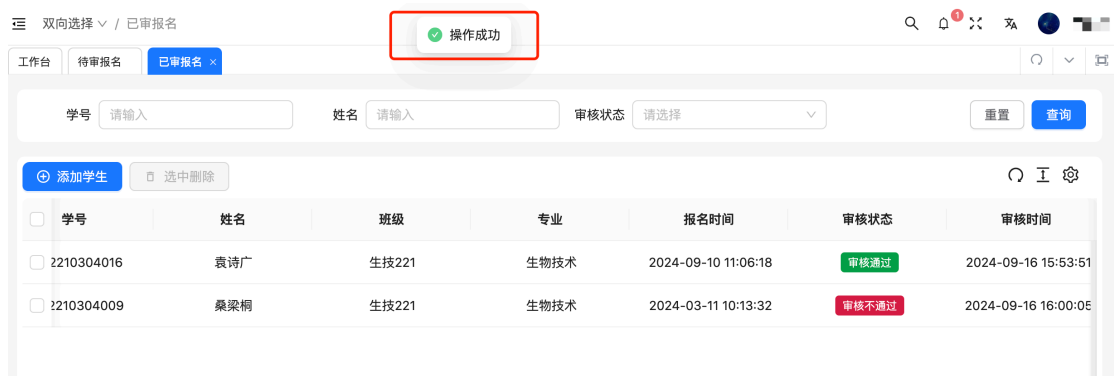 双向选择 / 已审报名
操作成功
1
工作台 待审报名 已审报名 ×
学号 请输入 姓名 请输入 审核状态 请选择 重置 查询
添加学生 选中删除
学号 姓名 班级 专业 报名时间 审核状态 审核时间
2210304016 袁诗广 生技221 生物技术 2024-09-10 11:06:18 审核通过 2024-09-16 15:53:51
2210304009 桑梁桐 生技221 生物技术 2024-03-11 10:13:32 审核不通过 2024-09-16 16:00:05